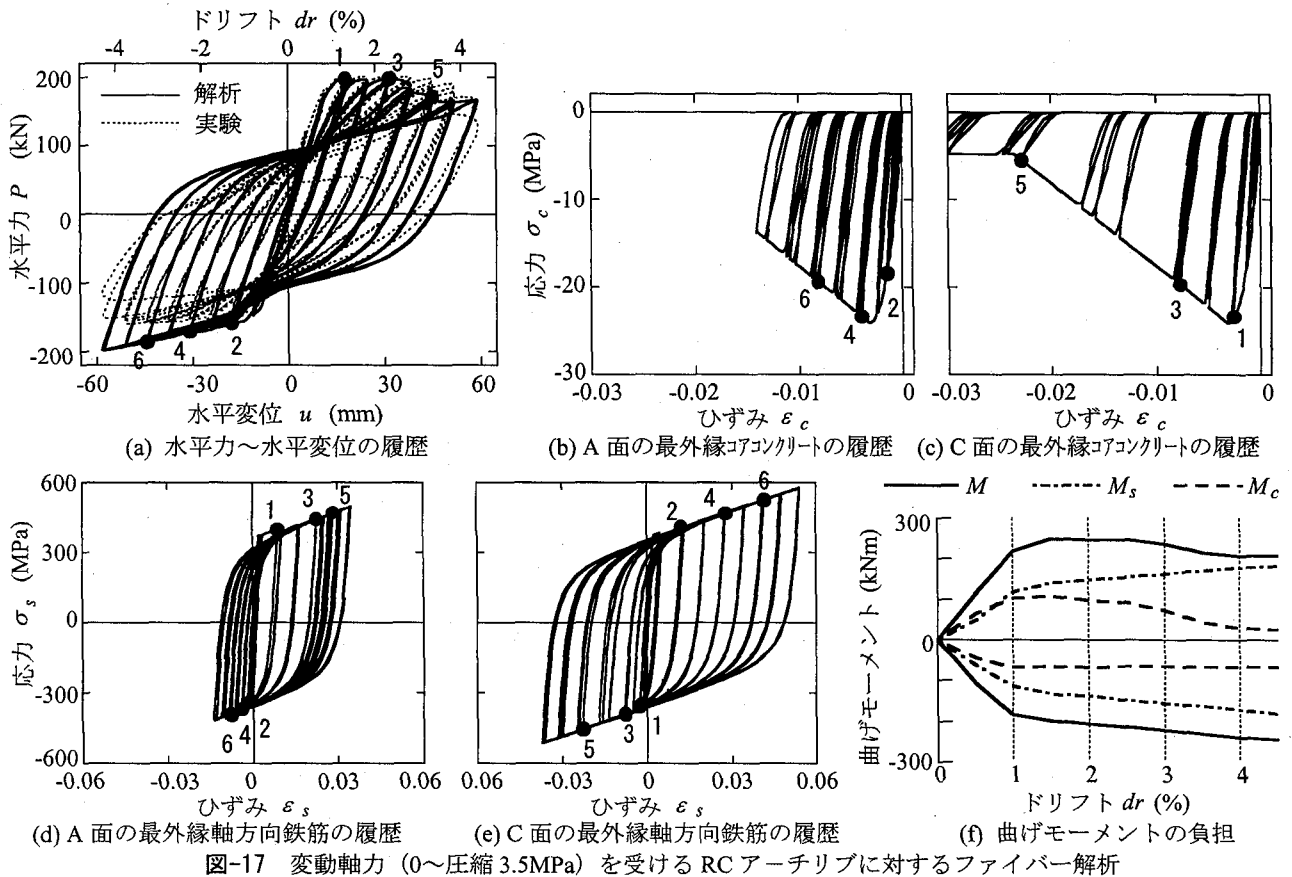 ドリフト dr (%)
-4 -2 0 2 4
1 3 5
200
100
0
-100
-200
水平力 P (kN)
解析
実験
6 4 2
-60 -30 0 30 60
水平変位 u (mm)
(a) 水平力～水平変位の履歴
0
-10
-20
-30
応力 σc (MPa)
6 4 2
-0.03 -0.02 -0.01 0
ひずみ εc
(b) A 面の最外縁コアコンクリートの履歴
5 3 1
-0.03 -0.02 -0.01 0
ひずみ εc
(c) C 面の最外縁コアコンクリートの履歴
600
300
0
-300
-600
応力 σs (MPa)
1 3 5
6 4 2
-0.06 -0.03 0 0.03 0.06
ひずみ εs
(d) A 面の最外縁軸方向鉄筋の履歴
2 4 6
5 3 1
0.06 -0.03 0 0.03 0.06
ひずみ εs
(e) C 面の最外縁軸方向鉄筋の履歴
M Ms Mc
300
0
-300
曲げモーメント (kNm)
0 1 2 3 4
ドリフト dr (%)
(f) 曲げモーメントの負担
図-17 変動軸力（0～圧縮 3.5MPa）を受ける RC アーチリブに対するファイバー解析